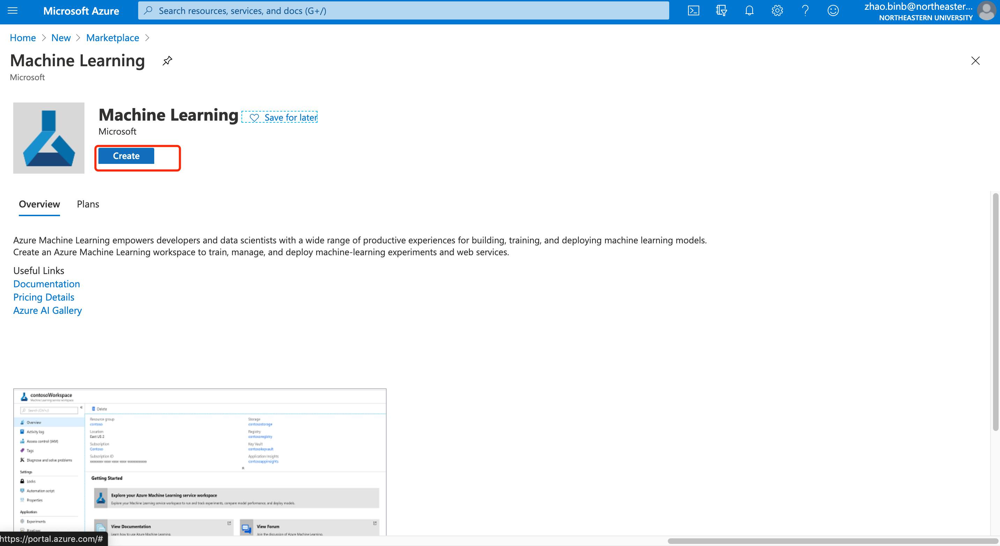 Microsoft Azure
Search resources, services, and docs (G+/)
zhao.binb@northeaster...
NORTHEASTERN UNIVERSITY
Home > New > Marketplace >
Machine Learning
Microsoft
Machine Learning
Save for later
Microsoft
Create
Overview Plans
Azure Machine Learning empowers developers and data scientists with a wide range of productive experiences for building, training, and deploying machine learning models.
Create an Azure Machine Learning workspace to train, manage, and deploy machine-learning experiments and web services.
Useful Links
Documentation
Pricing Details
Azure AI Gallery
contosoWorkspace
Machine Learning service workspace
Search (Ctrl+/)
Delete
Overview
Activity log
Access control (IAM)
Tags
Diagnose and solve problems
Settings
Locks
Automation script
Properties
Application
Experiments
Pipelines
Resource group
contoso
Location
East US 2
Subscription
Contoso
Subscription ID
Storage
contosostorage
Registry
contosoregistry
Key Vault
contosokeyvault
Application Insights
contosoappinsights
Getting Started
Explore your Azure Machine Learning service workspace
Explore your Machine Learning service workspace to run and track experiments, compare model performance, and deploy models.
View Documentation
Learn how to use Azure Machine Learning.
View Forum
Join the discussion of Azure Machine Learning.
https://portal.azure.com/#